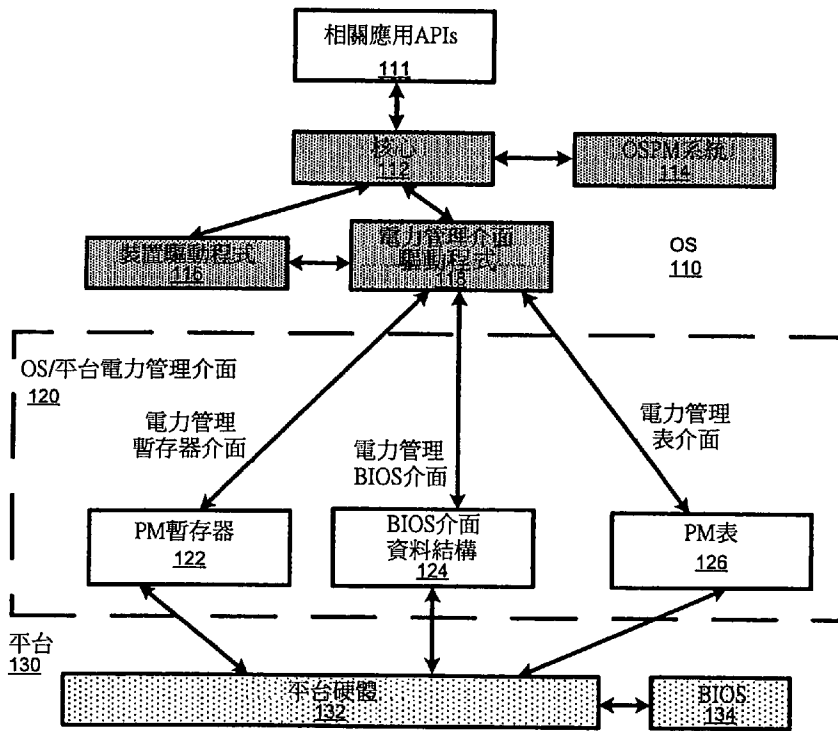 相關應用APIs
111
核心
112
OSPM系統
114
裝置驅動程式
116
電力管理介面
驅動程式
118
OS
110
OS/平台電力管理介面
120
電力管理
暫存器介面
電力管理
BIOS介面
電力管理
表介面
PM暫存器
122
BIOS介面
資料結構
124
PM表
126
平台
130
平台硬體
132
BIOS
134